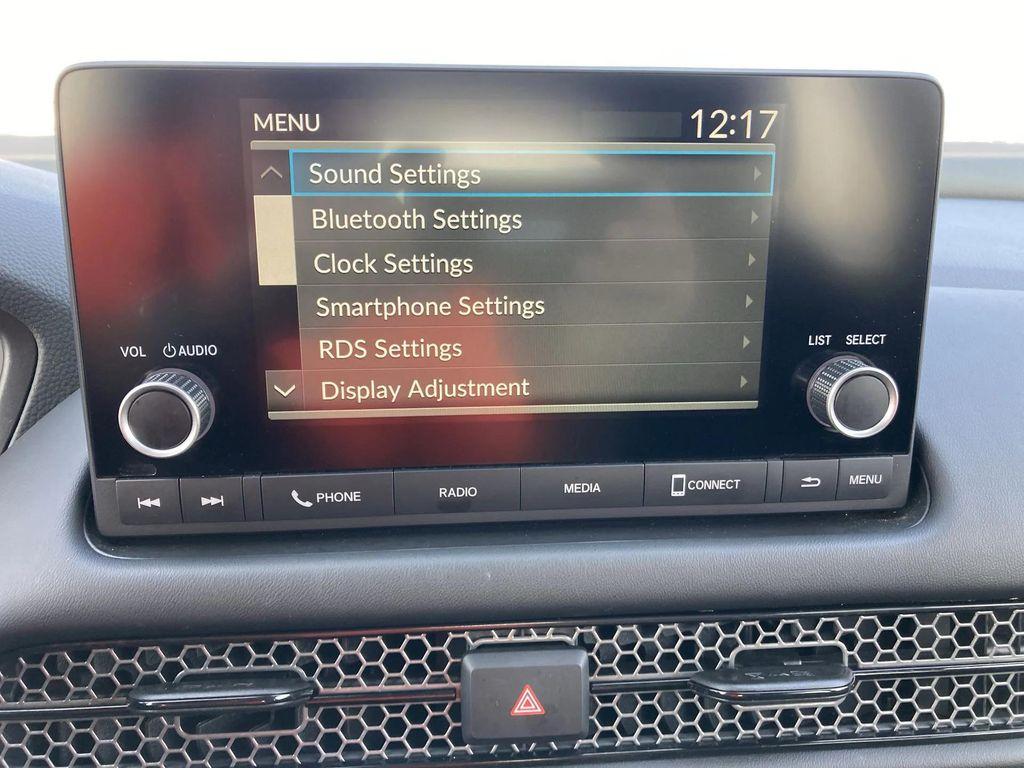 MENU 12:17
Sound Settings
Bluetooth Settings
Clock Settings
Smartphone Settings
RDS Settings
Display Adjustment
VOL AUDIO
LIST SELECT
PHONE RADIO MEDIA CONNECT MENU